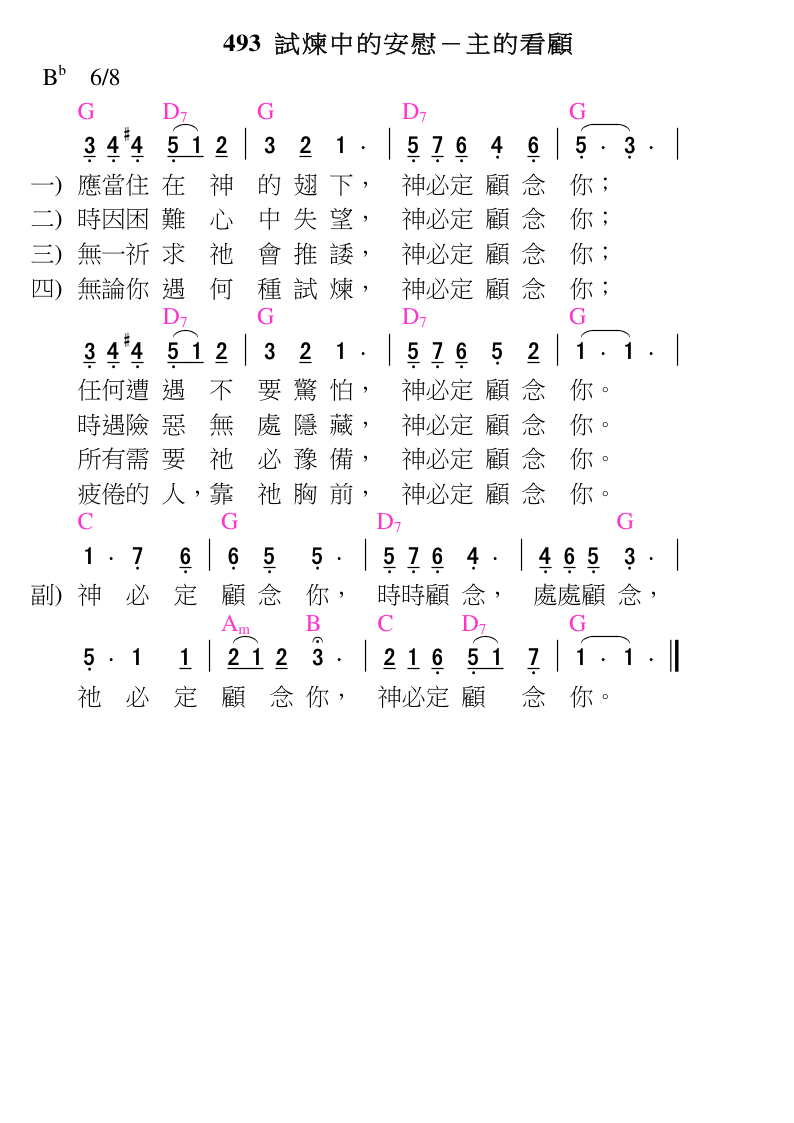 493 試煉中的安慰－主的看顧
B♭ 6/8
G D7 G D7 G
3 4 #4 5 1 2 | 3 2 1 · | 5 7 6 4 6 | 5 · 3 · |
一) 應當住 在 神 的 翅 下， 神必定 顧 念 你；
二) 時因困 難 心 中 失 望， 神必定 顧 念 你；
三) 無一祈 求 祂 會 推 諉， 神必定 顧 念 你；
四) 無論你 遇 何 種 試 煉， 神必定 顧 念 你；
D7 G D7 G
3 4 #4 5 1 2 | 3 2 1 · | 5 7 6 5 2 | 1 · 1 · |
任何遭 遇 不 要 驚 怕， 神必定 顧 念 你。
時遇險 惡 無 處 隱 藏， 神必定 顧 念 你。
所有需 要 祂 必 豫 備， 神必定 顧 念 你。
疲倦的 人，靠 祂 胸 前， 神必定 顧 念 你。
C G D7 G
1 · 7 6 | 6 5 5 · | 5 7 6 4 · | 4 6 5 3 · |
副) 神 必 定 顧 念 你， 時時顧 念， 處處顧 念，
Am B C D7 G
5 · 1 1 | 2 1 2 3 · | 2 1 6 5 1 7 | 1 · 1 · ‖
祂 必 定 顧 念 你， 神必定 顧 念 你。